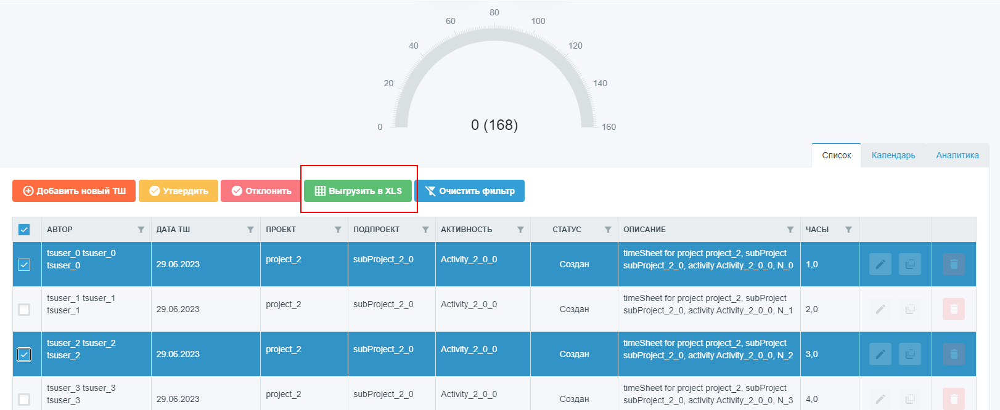 80
60
100
40
120
20
140
0
0 (168)
160
Список
Календарь
Аналитика
Добавить новый ТШ
Утвердить
Отклонить
Выгрузить в XLS
Очистить фильтр
АВТОР
ДАТА ТШ
ПРОЕКТ
ПОДПРОЕКТ
АКТИВНОСТЬ
СТАТУС
ОПИСАНИЕ
ЧАСЫ
tsuser_0 tsuser_0
tsuser_0
29.06.2023
project_2
subProject_2_0
Activity_2_0_0
Создан
timeSheet for project project_2, subProject
subProject_2_0, activity Activity_2_0_0, N_0
1,0
tsuser_1 tsuser_1
tsuser_1
29.06.2023
project_2
subProject_2_0
Activity_2_0_0
Создан
timeSheet for project project_2, subProject
subProject_2_0, activity Activity_2_0_0, N_1
2,0
tsuser_2 tsuser_2
tsuser_2
29.06.2023
project_2
subProject_2_0
Activity_2_0_0
Создан
timeSheet for project project_2, subProject
subProject_2_0, activity Activity_2_0_0, N_2
3,0
tsuser_3 tsuser_3
tsuser_3
29.06.2023
project_2
subProject_2_0
Activity_2_0_0
Создан
timeSheet for project project_2, subProject
subProject_2_0, activity Activity_2_0_0, N_3
4,0